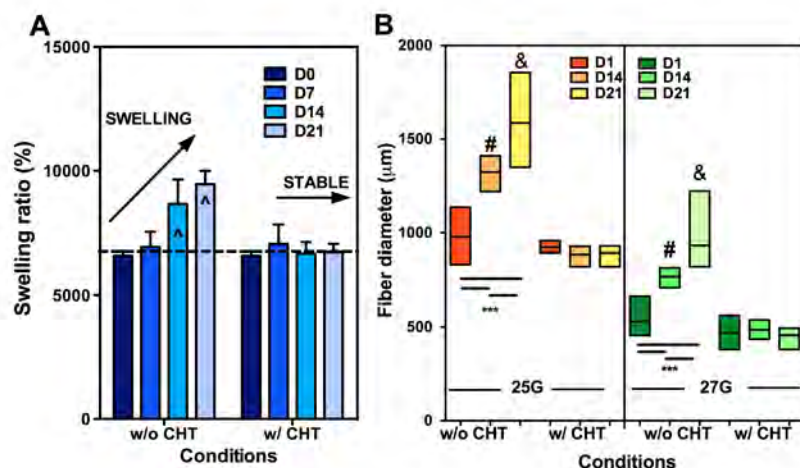 A
Swelling ratio (%)
15000
10000
5000
0
D0
D7
D14
D21
SWELLING
STABLE
^
^
w/o CHT
w/ CHT
Conditions
B
Fiber diameter (μm)
2000
1500
1000
500
0
D1
D14
D21
D1
D14
D21
#
&
#
&
***
***
25G
27G
w/o CHT
w/ CHT
w/o CHT
w/ CHT
Conditions